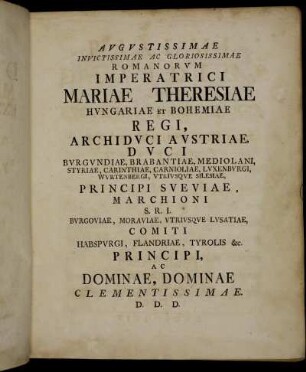 AVGVSTISSIMAE
INVICTISSIMAE AC GLORIOSISSIMAE
ROMANORVM
IMPERATRICI
MARIAE THERESIAE
HVNGARIAE ET BOHEMIAE
REGI,
ARCHIDVCI AVSTRIAE.
DVCI
BVRGVNDIAE, BRABANTIAE, MEDIOLANI,
STYRIAE, CARINTHIAE, CARNIOLIAE, LVXENBVRGI,
WVRTENBERGI, VTRIVSQVE SILESIAE,
PRINCIPI SVEVIAE.
MARCHIONI
S. R. I.
BVRGOVIAE, MORAVIAE, VTRIVSQVE LVSATIAE,
COMITI
HABSPVRGI, FLANDRIAE, TYROLIS &c.
PRINCIPI,
AC
DOMINAE, DOMINAE
CLEMENTISSIMAE.
D. D. D.